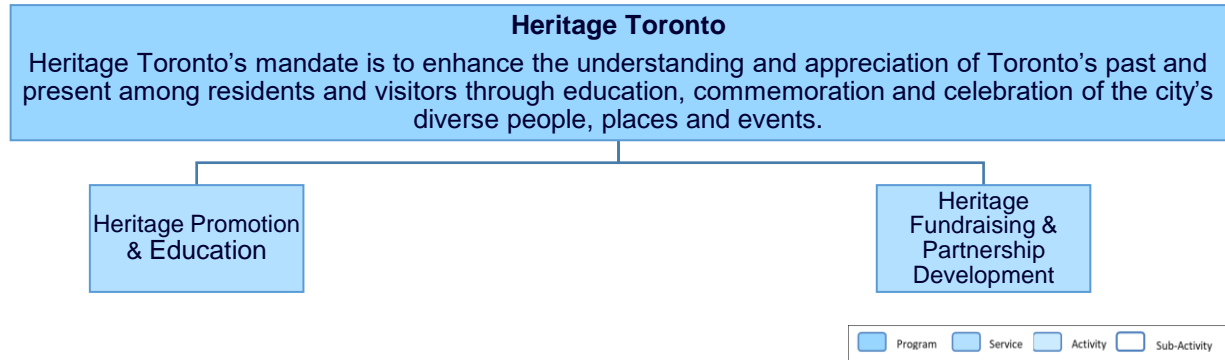 Heritage Toronto
Heritage Toronto’s mandate is to enhance the understanding and appreciation of Toronto’s past and
present among residents and visitors through education, commemoration and celebration of the city’s
diverse people, places and events.
Heritage Promotion
& Education
Heritage
Fundraising &
Partnership
Development
Program Service Activity Sub-Activity